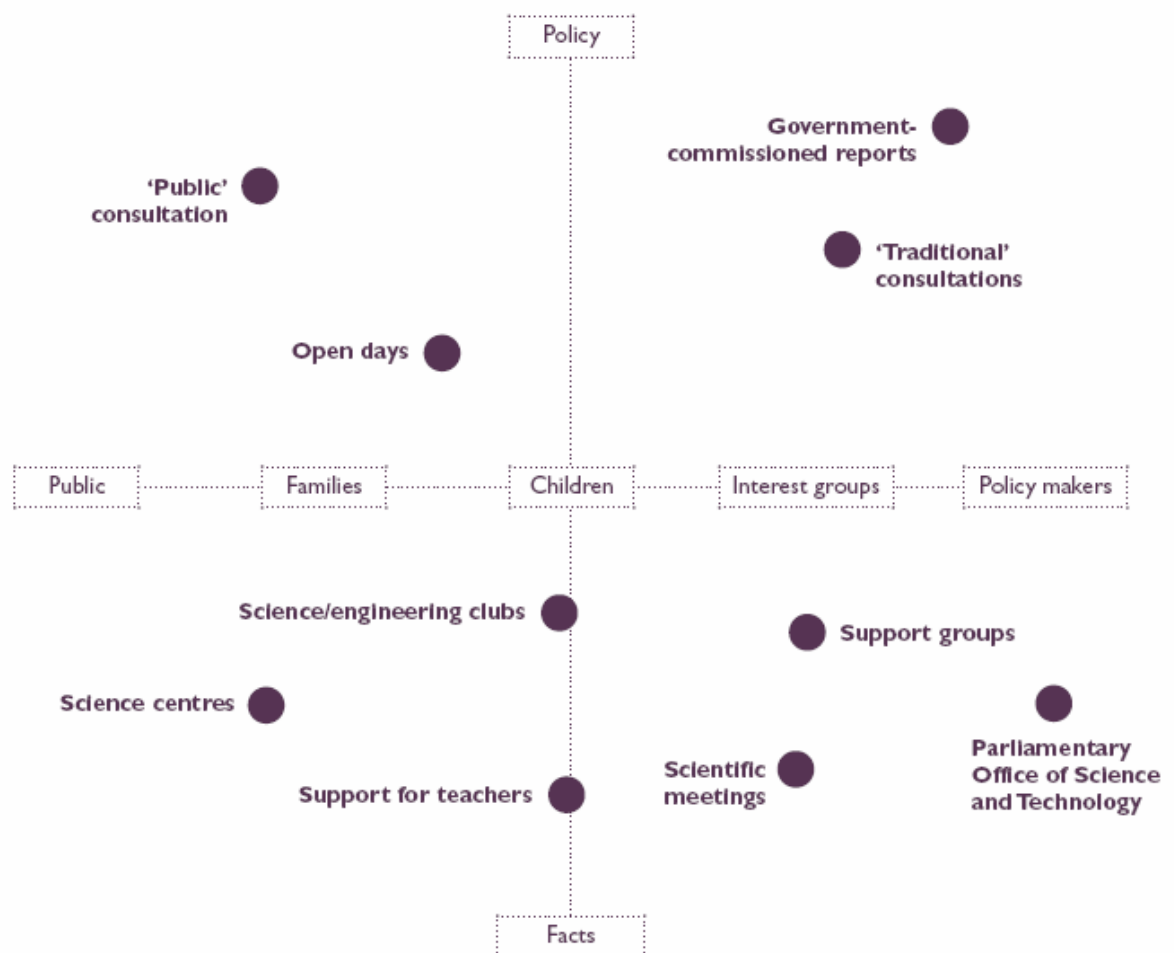 Policy
Government-
commissioned reports
‘Public’
consultation
‘Traditional’
consultations
Open days
Public
Families
Children
Interest groups
Policy makers
Science/engineering clubs
Support groups
Science centres
Parliamentary
Office of Science
and Technology
Scientific
meetings
Support for teachers
Facts